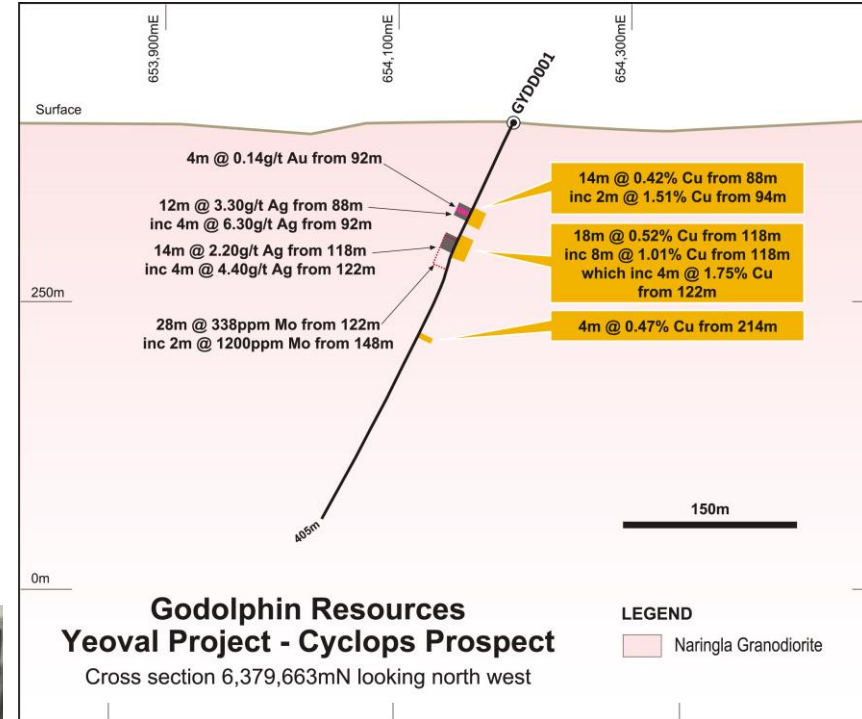 653,900mE
654,100mE
654,300mE
Surface
GYDD001
4m @ 0.14g/t Au from 92m
12m @ 3.30g/t Ag from 88m
inc 4m @ 6.30g/t Ag from 92m
14m @ 2.20g/t Ag from 118m
inc 4m @ 4.40g/t Ag from 122m
14m @ 0.42% Cu from 88m
inc 2m @ 1.51% Cu from 94m
18m @ 0.52% Cu from 118m
inc 8m @ 1.01% Cu from 118m
which inc 4m @ 1.75% Cu
from 122m
250m
28m @ 338ppm Mo from 122m
inc 2m @ 1200ppm Mo from 148m
4m @ 0.47% Cu from 214m
150m
405m
0m
Godolphin Resources
Yeoval Project - Cyclops Prospect
Cross section 6,379,663mN looking north west
LEGEND
Naringla Granodiorite